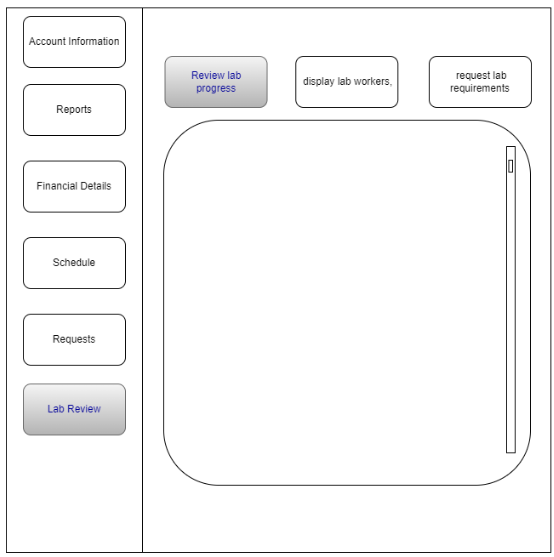 Account Information
Reports
Financial Details
Schedule
Requests
Lab Review
Review lab
progress
display lab workers,
request lab
requirements